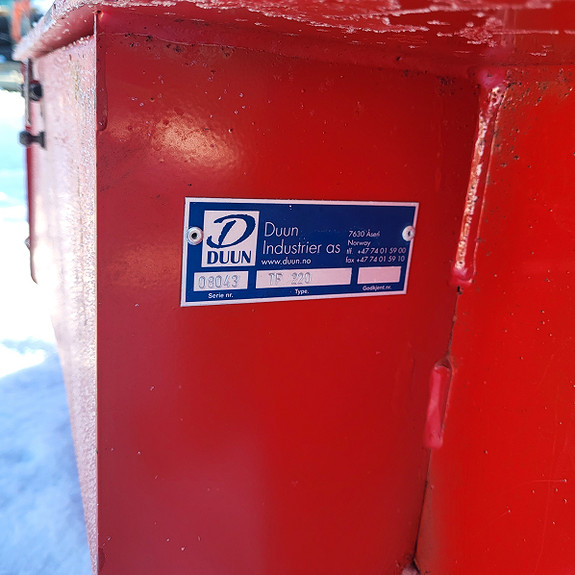 DUUN
Duun
Industrier as
www.duun.no
7630 Åsen
Norway
tlf. +47 74 01 59 00
fax +47 74 01 59 10
08043
TF 220
Serie nr.
Type.
Godkjent.nr.